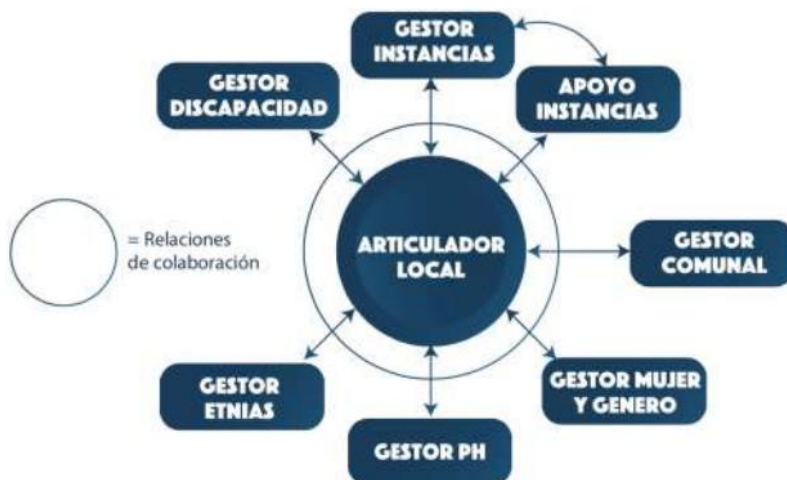 GESTOR
INSTANCIAS
GESTOR
DISCAPACIDAD
APOYO
INSTANCIAS
= Relaciones
de colaboración
ARTICULADOR
LOCAL
GESTOR
COMUNAL
GESTOR
ETNIAS
GESTOR MUJER
Y GENERO
GESTOR PH